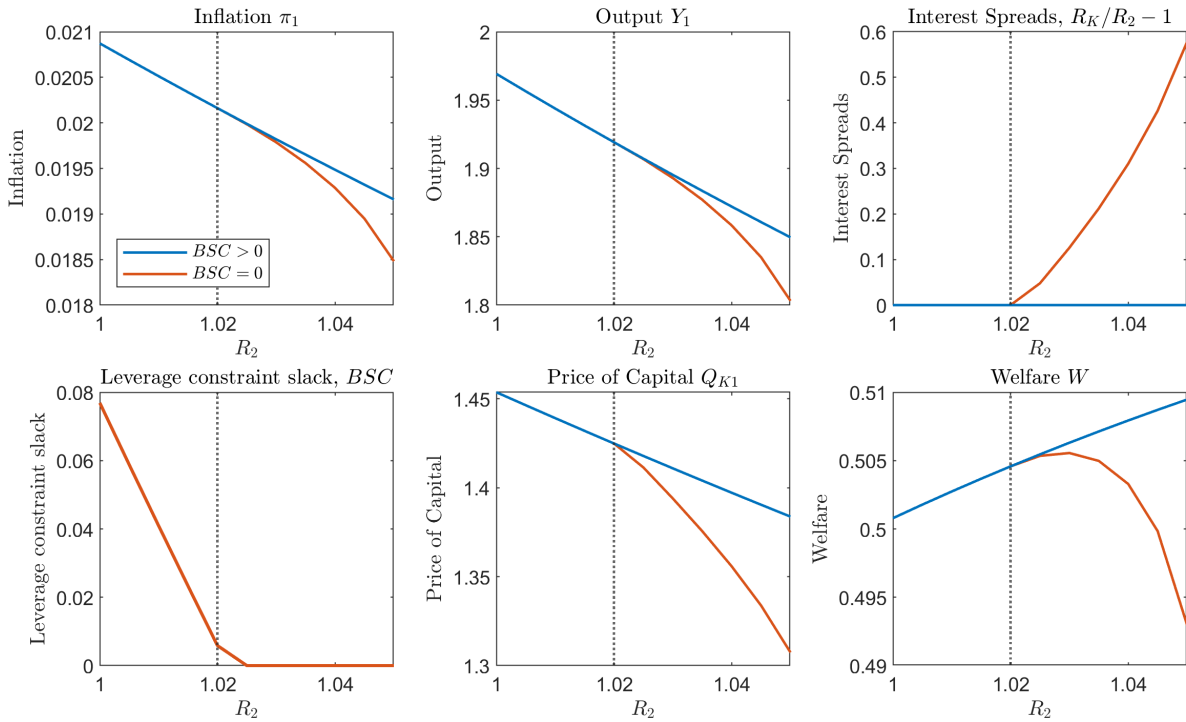 Inflation π₁
0.021
0.0205
0.02
0.0195
0.019
0.0185
0.018
Inflation
BSC > 0
BSC = 0
1
1.02
1.04
R₂
Output Y₁
2
1.95
1.9
1.85
1.8
Output
1
1.02
1.04
R₂
Interest Spreads, R_K/R₂ − 1
0.6
0.5
0.4
0.3
0.2
0.1
0
Interest Spreads
1
1.02
1.04
R₂
Leverage constraint slack, BSC
0.08
0.06
0.04
0.02
0
Leverage constraint slack
1
1.02
1.04
R₂
Price of Capital Q_{K1}
1.45
1.4
1.35
1.3
Price of Capital
1
1.02
1.04
R₂
Welfare W
0.51
0.505
0.5
0.495
0.49
Welfare
1
1.02
1.04
R₂